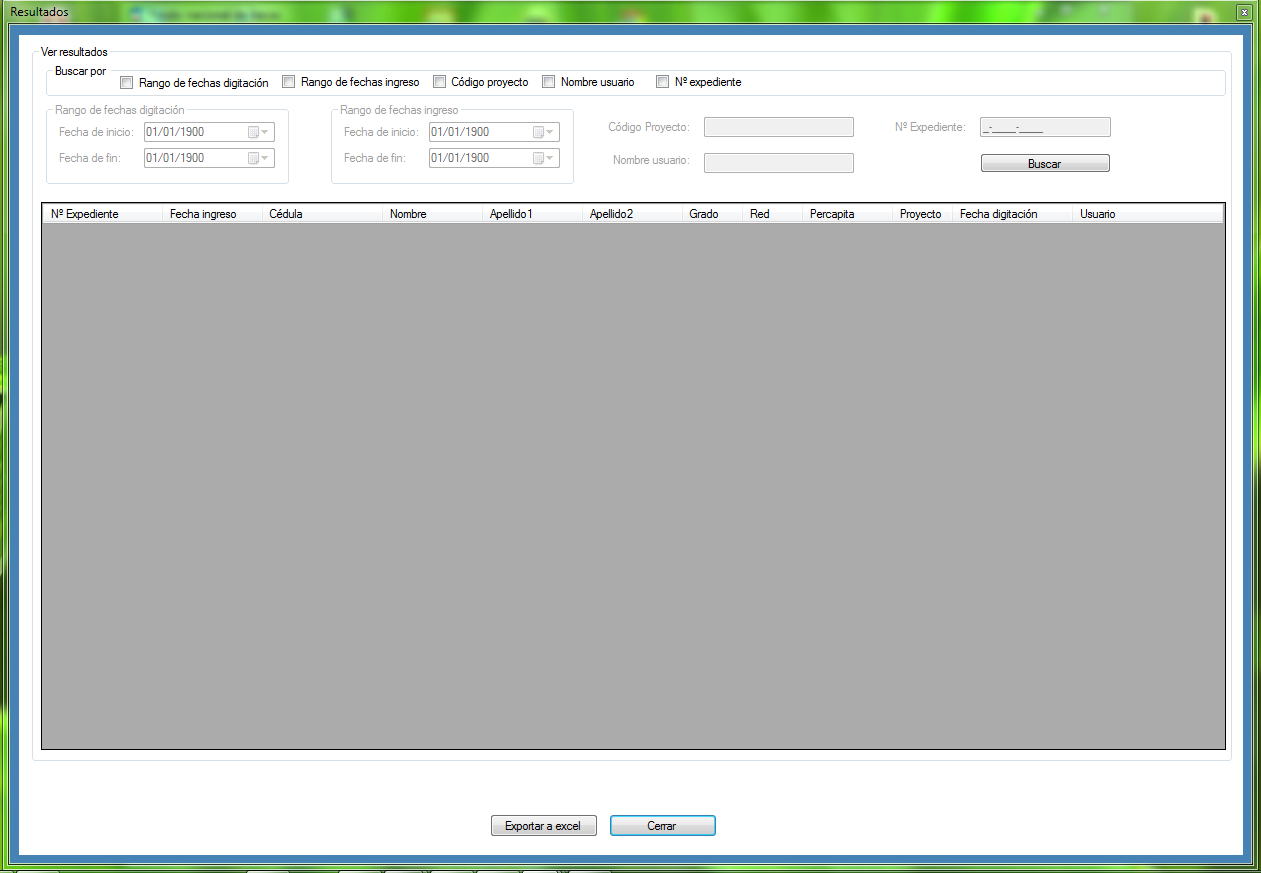 Resultados
Ver resultados
Buscar por
Rango de fechas digitación Rango de fechas ingreso Código proyecto Nombre usuario Nº expediente
Rango de fechas digitación Rango de fechas ingreso
Fecha de inicio: 01/01/1900 Fecha de inicio: 01/01/1900 Código Proyecto: Nº Expediente: _-____-____
Fecha de fin: 01/01/1900 Fecha de fin: 01/01/1900 Nombre usuario: Buscar
Nº Expediente Fecha ingreso Cédula Nombre Apellido1 Apellido2 Grado Red Percapita Proyecto Fecha digitación Usuario
Exportar a excel Cerrar